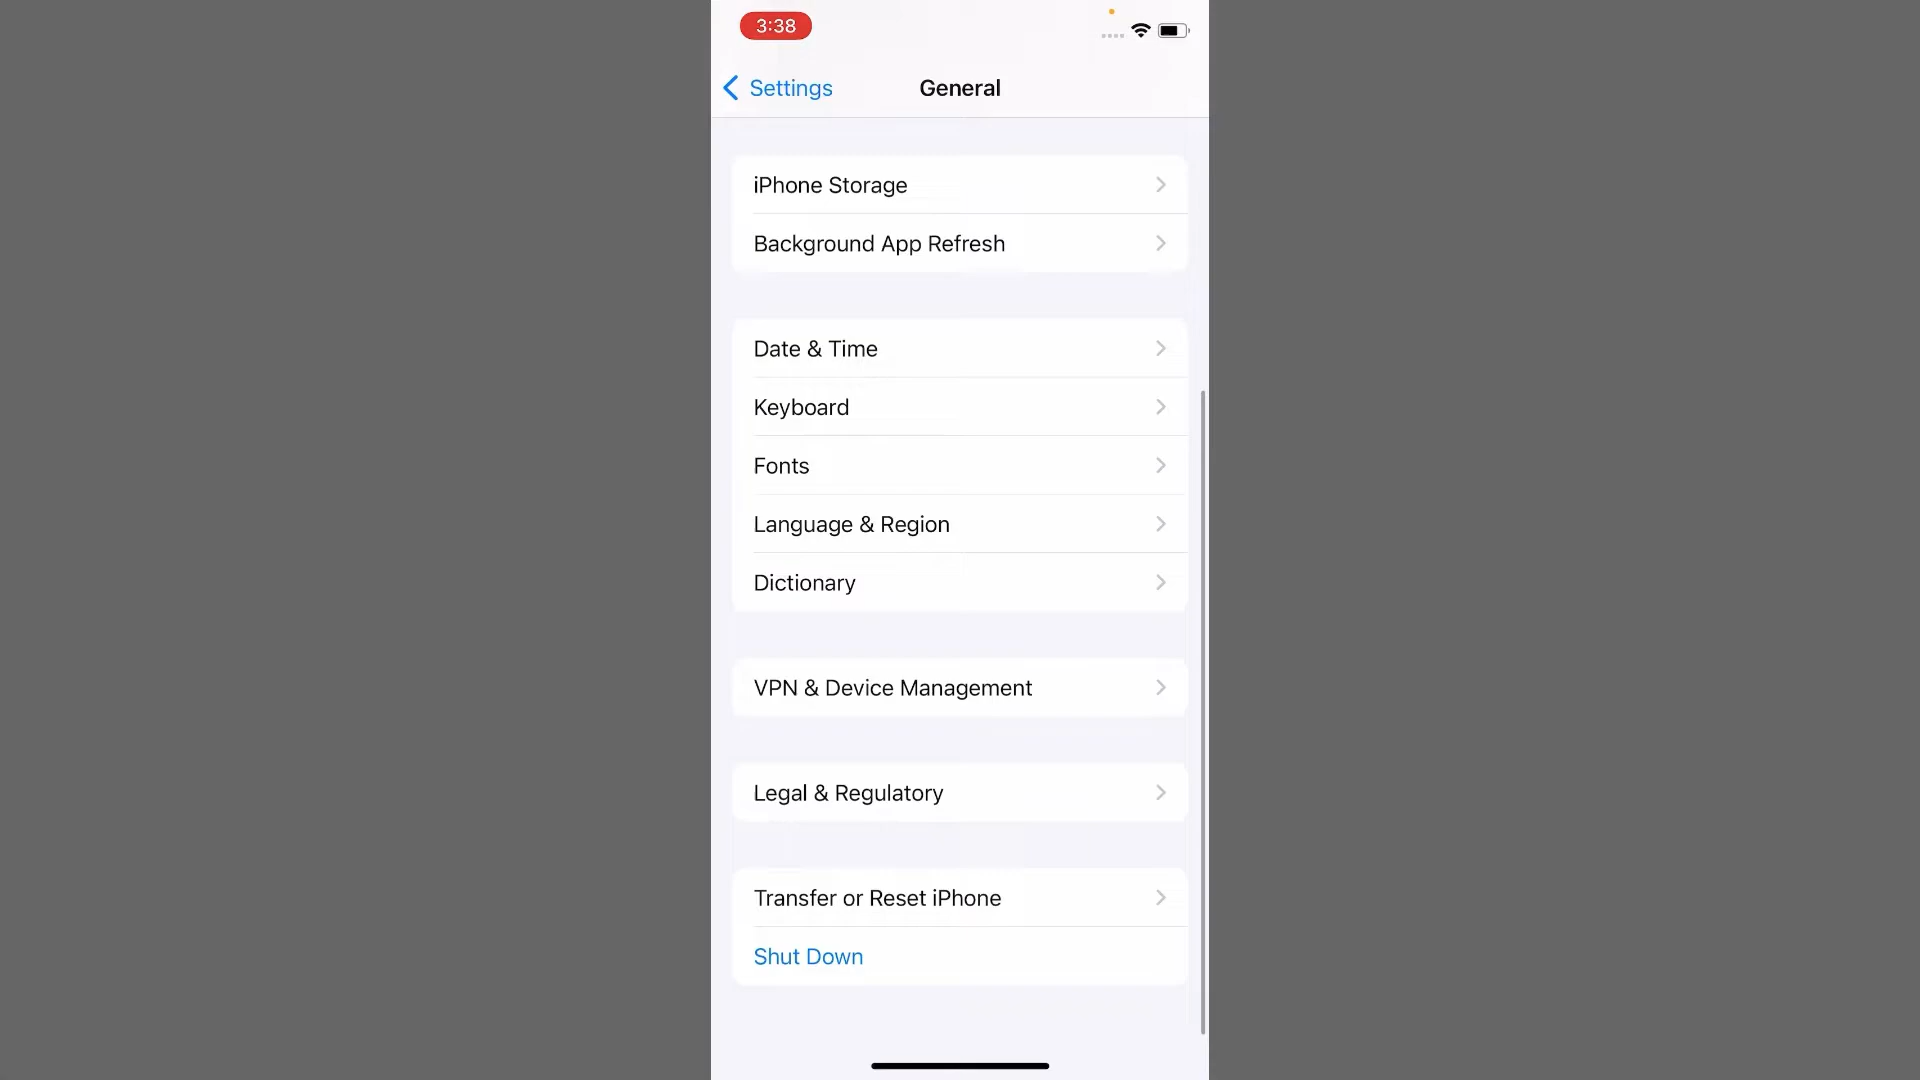 3:38
Settings
General
iPhone Storage
Background App Refresh
Date & Time
Keyboard
Fonts
Language & Region
Dictionary
VPN & Device Management
Legal & Regulatory
Transfer or Reset iPhone
Shut Down